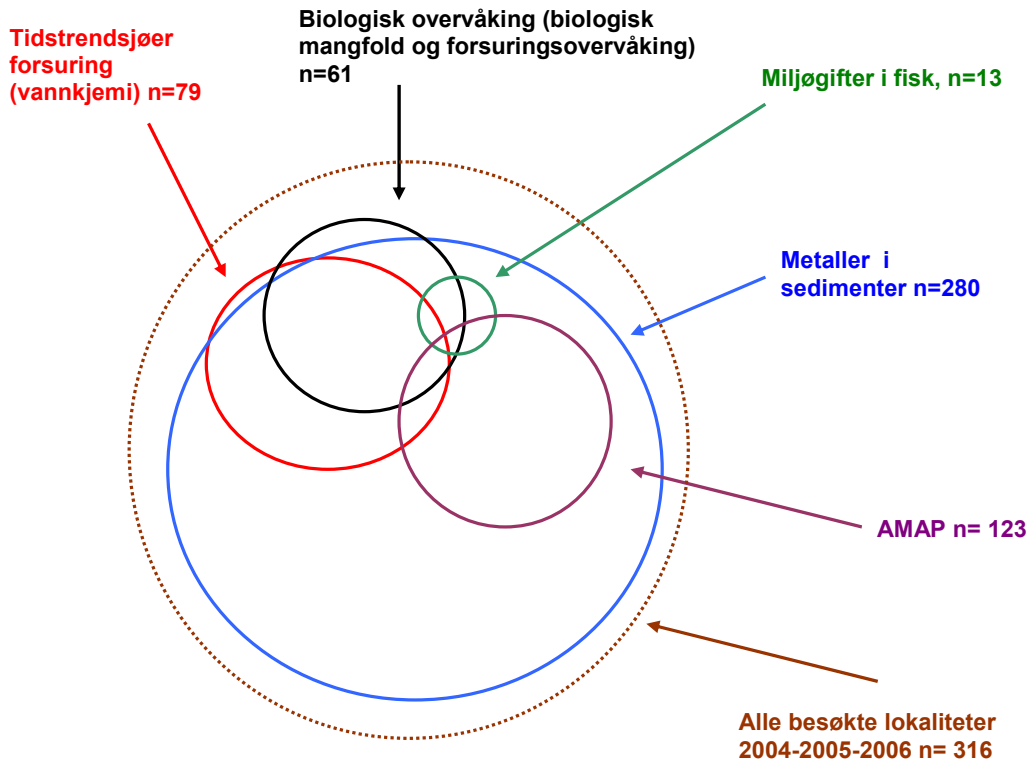 Tidstrendsjøer
forsuring
(vannkjemi) n=79
Biologisk overvåking (biologisk
mangfold og forsuringsovervåking)
n=61
Miljøgifter i fisk, n=13
Metaller i
sedimenter n=280
AMAP n= 123
Alle besøkte lokaliteter
2004-2005-2006 n= 316